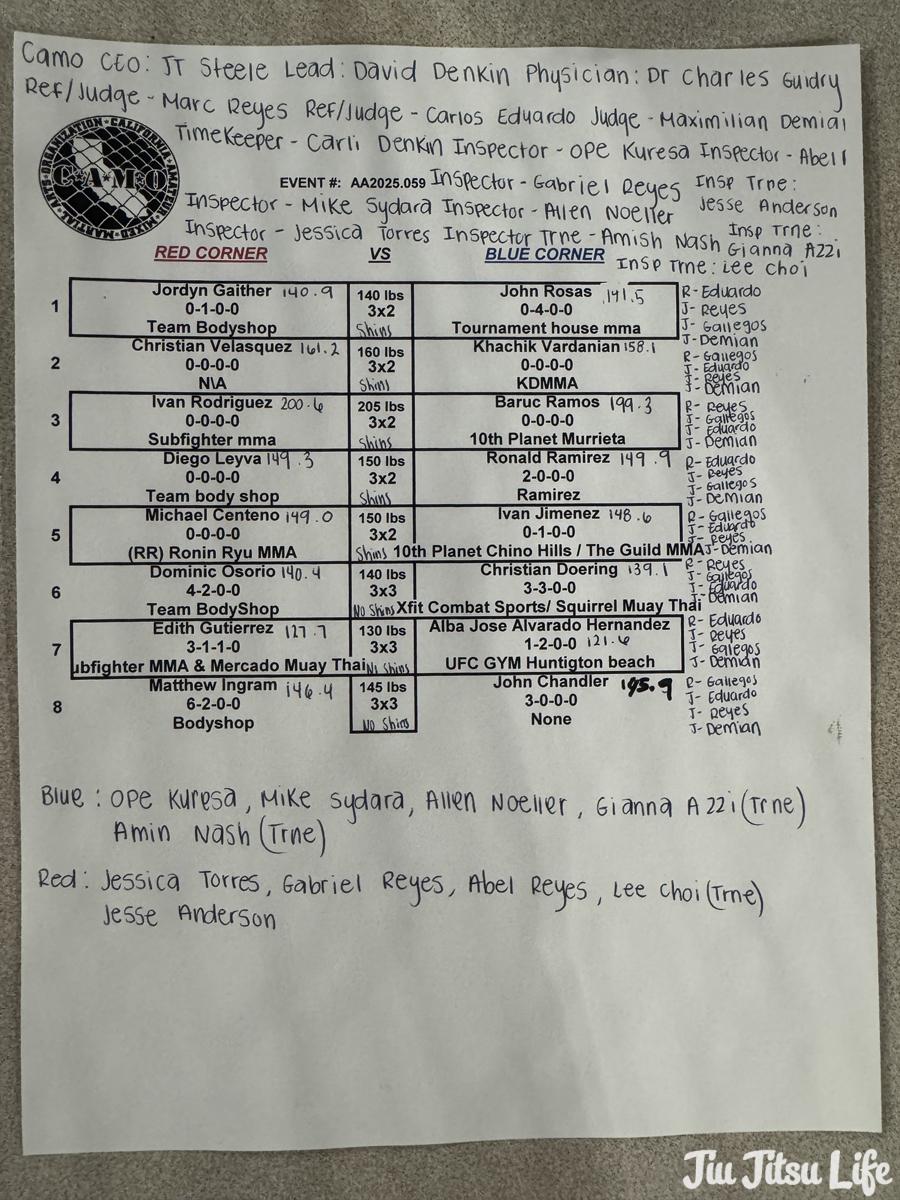 Camo CEO: JT Steele Lead: David Denkin Physician: Dr Charles Guidry
Ref/Judge - Marc Reyes Ref/Judge - Carlos Eduardo Judge - Maximilian Demian
TimeKeeper - Carli Denkin Inspector - Ope Kuresa Inspector - Abel
ORGANIZATION • CALIFORNIA AMATEUR MIXED MARTIAL ARTS
C•A•M•O
EVENT #: AA2025.059 Inspector - Gabriel Reyes Insp Trne:
Inspector - Mike Sydara Inspector - Allen Noeller Jesse Anderson
Inspector - Jessica Torres Inspector Trne - Amish Nash Insp Trne: Gianna Azzi
Insp Trne: Lee Choi
RED CORNER VS BLUE CORNER
1 Jordyn Gaither 140.9 140 lbs John Rosas 141.5 R- Eduardo
0-1-0-0 3x2 0-4-0-0 J- Reyes
Team Bodyshop Shins Tournament house mma J- Gallegos
J- Demian
2 Christian Velasquez 161.2 160 lbs Khachik Vardanian 158.1 R- Gallegos
0-0-0-0 3x2 0-0-0-0 J- Eduardo
N\A Shins KDMMA J- Reyes
J- Demian
3 Ivan Rodriguez 200.6 205 lbs Baruc Ramos 199.3 R- Reyes
0-0-0-0 3x2 0-0-0-0 J- Gallegos
Subfighter mma Shins 10th Planet Murrieta J- Eduardo
J- Demian
4 Diego Leyva 149.3 150 lbs Ronald Ramirez 149.9 R- Eduardo
0-0-0-0 3x2 2-0-0-0 J- Reyes
Team body shop Shins Ramirez J- Gallegos
J- Demian
5 Michael Centeno 149.0 150 lbs Ivan Jimenez 148.6 R- Gallegos
0-0-0-0 3x2 0-1-0-0 J- Eduardo
(RR) Ronin Ryu MMA Shins 10th Planet Chino Hills / The Guild MMA J- Reyes
J- Demian
6 Dominic Osorio 140.4 140 lbs Christian Doering 139.1 R- Reyes
4-2-0-0 3x3 3-3-0-0 J- Gallegos
Team BodyShop No Shins Xfit Combat Sports/ Squirrel Muay Thai J- Eduardo
J- Demian
7 Edith Gutierrez 127.7 130 lbs Alba Jose Alvarado Hernandez R- Eduardo
3-1-1-0 3x3 1-2-0-0 121.6 J- Reyes
ubfighter MMA & Mercado Muay Thai No Shins UFC GYM Huntigton beach J- Gallegos
J- Demian
8 Matthew Ingram 146.4 145 lbs John Chandler 145.9 R- Gallegos
6-2-0-0 3x3 3-0-0-0 J- Eduardo
Bodyshop No Shins None J- Reyes
J- Demian
Blue: Ope Kuresa, Mike Sydara, Allen Noeller, Gianna Azzi (Trne)
Amin Nash (Trne)
Red: Jessica Torres, Gabriel Reyes, Abel Reyes, Lee Choi (Trne)
Jesse Anderson
Jiu Jitsu Life